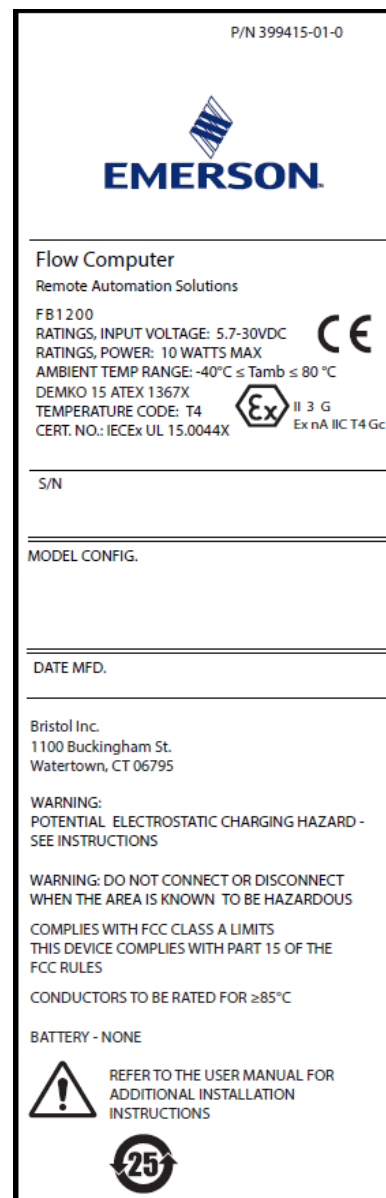 P/N 399415-01-0
EMERSON
Flow Computer
Remote Automation Solutions
FB1200
RATINGS, INPUT VOLTAGE: 5.7-30VDC
RATINGS, POWER: 10 WATTS MAX
AMBIENT TEMP RANGE: -40°C ≤ Tamb ≤ 80 °C
DEMKO 15 ATEX 1367X
TEMPERATURE CODE: T4
CERT. NO.: IECEx UL 15.0044X
CE
Ex
II 3 G
Ex nA IIC T4 Gc
S/N
MODEL CONFIG.
DATE MFD.
Bristol Inc.
1100 Buckingham St.
Watertown, CT 06795
WARNING:
POTENTIAL ELECTROSTATIC CHARGING HAZARD -
SEE INSTRUCTIONS
WARNING: DO NOT CONNECT OR DISCONNECT
WHEN THE AREA IS KNOWN TO BE HAZARDOUS
COMPLIES WITH FCC CLASS A LIMITS
THIS DEVICE COMPLIES WITH PART 15 OF THE
FCC RULES
CONDUCTORS TO BE RATED FOR ≥85°C
BATTERY - NONE
REFER TO THE USER MANUAL FOR
ADDITIONAL INSTALLATION
INSTRUCTIONS
25